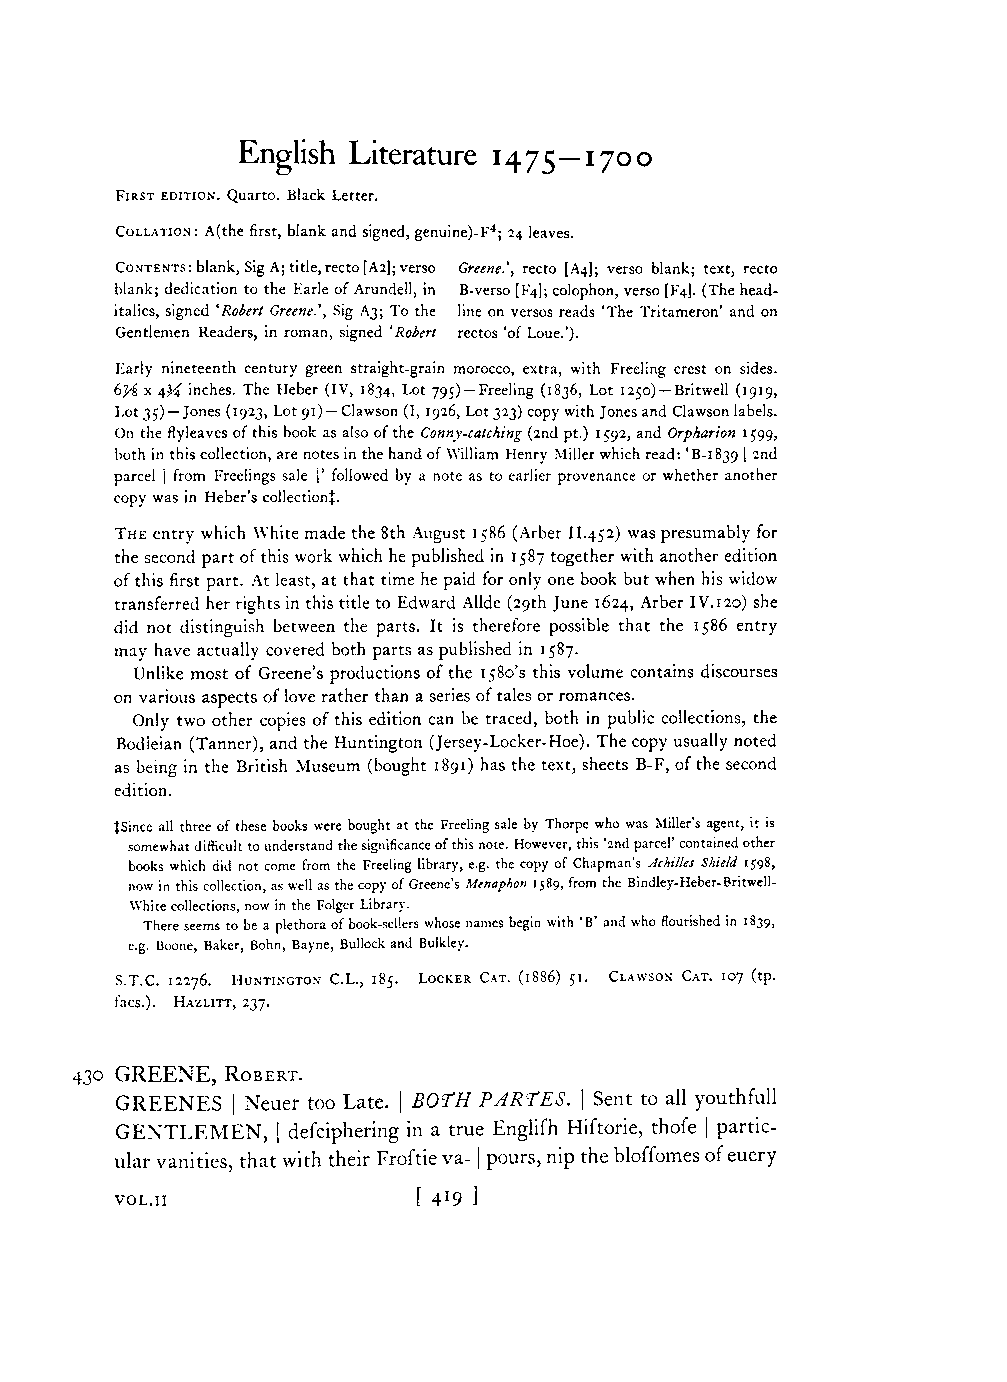 English Literature 1475–1700
FIRST EDITION. Quarto. Black Letter.
COLLATION: A(the first, blank and signed, genuine)-F⁴; 24 leaves.
CONTENTS: blank, Sig A; title, recto [A2]; verso
blank; dedication to the Earle of Arundell, in
italics, signed 'Robert Greene.', Sig A3; To the
Gentlemen Readers, in roman, signed 'Robert
Greene.', recto [A4]; verso blank; text, recto
B-verso [F4]; colophon, verso [F4]. (The head-
line on versos reads 'The Tritameron' and on
rectos 'of Loue.').
Early nineteenth century green straight-grain morocco, extra, with Freeling crest on sides.
6⅞ x 4¾ inches. The Heber (IV, 1834, Lot 795)—Freeling (1836, Lot 1250)—Britwell (1919,
Lot 35)—Jones (1923, Lot 91)—Clawson (I, 1926, Lot 323) copy with Jones and Clawson labels.
On the flyleaves of this book as also of the Conny-catching (2nd pt.) 1592, and Orpharion 1599,
both in this collection, are notes in the hand of William Henry Miller which read: 'B-1839 | 2nd
parcel | from Freelings sale |' followed by a note as to earlier provenance or whether another
copy was in Heber's collection‡.
THE entry which White made the 8th August 1586 (Arber II.452) was presumably for
the second part of this work which he published in 1587 together with another edition
of this first part. At least, at that time he paid for only one book but when his widow
transferred her rights in this title to Edward Allde (29th June 1624, Arber IV.120) she
did not distinguish between the parts. It is therefore possible that the 1586 entry
may have actually covered both parts as published in 1587.
Unlike most of Greene's productions of the 1580's this volume contains discourses
on various aspects of love rather than a series of tales or romances.
Only two other copies of this edition can be traced, both in public collections, the
Bodleian (Tanner), and the Huntington (Jersey-Locker-Hoe). The copy usually noted
as being in the British Museum (bought 1891) has the text, sheets B-F, of the second
edition.
‡Since all three of these books were bought at the Freeling sale by Thorpe who was Miller's agent, it is
somewhat difficult to understand the significance of this note. However, this '2nd parcel' contained other
books which did not come from the Freeling library, e.g. the copy of Chapman's Achilles Shield 1598,
now in this collection, as well as the copy of Greene's Menaphon 1589, from the Bindley-Heber-Britwell-
White collections, now in the Folger Library.
There seems to be a plethora of book-sellers whose names begin with 'B' and who flourished in 1839,
e.g. Boone, Baker, Bohn, Bayne, Bullock and Bulkley.
S.T.C. 12276. HUNTINGTON C.L., 185. LOCKER CAT. (1886) 51. CLAWSON CAT. 107 (tp.
facs.). HAZLITT, 237.
430 GREENE, ROBERT.
GREENES | Neuer too Late. | BOTH PARTES. | Sent to all youthfull
GENTLEMEN, | deſciphering in a true Engliſh Hiſtorie, thoſe | partic-
ular vanities, that with their Froſtie va- | pours, nip the bloſſomes of euery
VOL.II [ 419 ]